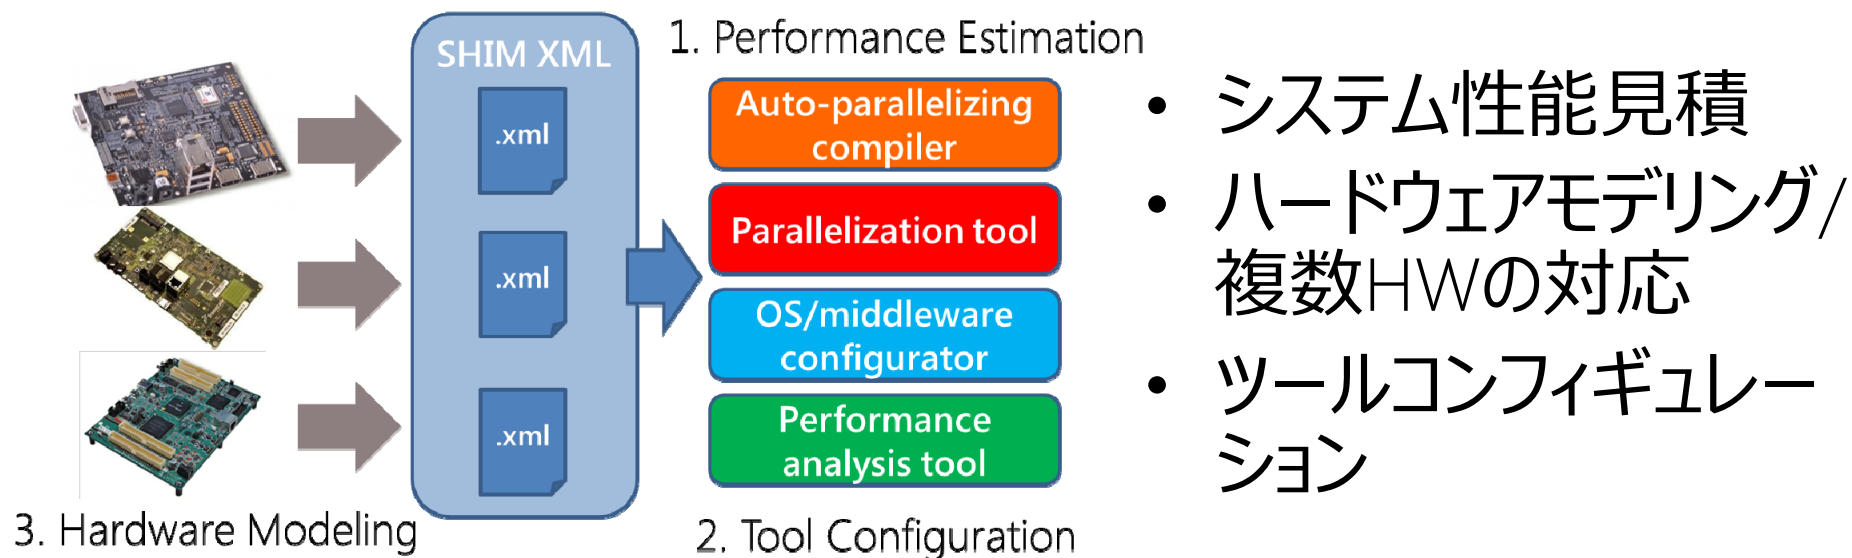 SHIM XML
.xml
.xml
.xml
3. Hardware Modeling
1. Performance Estimation
Auto-parallelizing
compiler
Parallelization tool
OS/middleware
configurator
Performance
analysis tool
2. Tool Configuration
• システム性能見積
• ハードウェアモデリング/
複数HWの対応
• ツールコンフィギュレー
ション